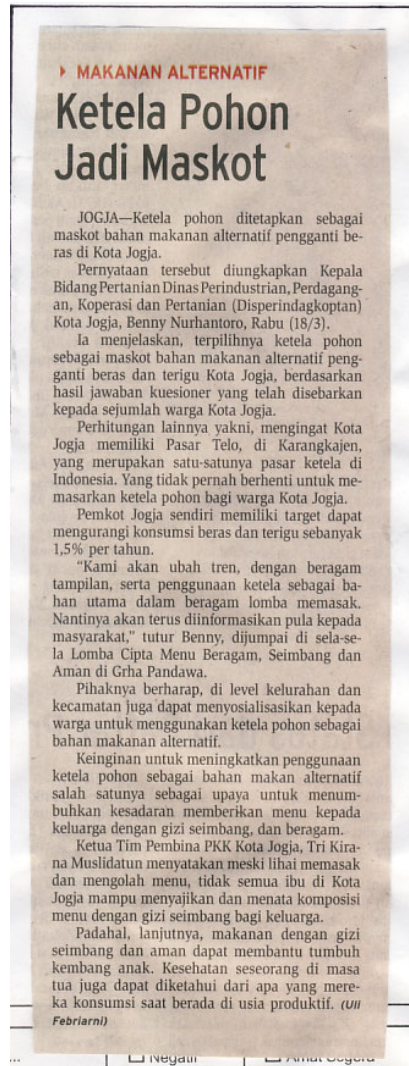 MAKANAN ALTERNATIF
Ketela Pohon
Jadi Maskot
JOGJA—Ketela pohon ditetapkan sebagai
maskot bahan makanan alternatif pengganti be-
ras di Kota Jogja.
Pernyataan tersebut diungkapkan Kepala
Bidang Pertanian Dinas Perindustrian, Perdagang-
an, Koperasi dan Pertanian (Disperindagkoptan)
Kota Jogja, Benny Nurhantoro, Rabu (18/3).
Ia menjelaskan, terpilihnya ketela pohon
sebagai maskot bahan makanan alternatif peng-
ganti beras dan terigu Kota Jogja, berdasarkan
hasil jawaban kuesioner yang telah disebarkan
kepada sejumlah warga Kota Jogja.
Perhitungan lainnya yakni, mengingat Kota
Jogja memiliki Pasar Telo, di Karangkajen,
yang merupakan satu-satunya pasar ketela di
Indonesia. Yang tidak pernah berhenti untuk me-
masarkan ketela pohon bagi warga Kota Jogja.
Pemkot Jogja sendiri memiliki target dapat
mengurangi konsumsi beras dan terigu sebanyak
1,5% per tahun.
“Kami akan ubah tren, dengan beragam
tampilan, serta penggunaan ketela sebagai ba-
han utama dalam beragam lomba memasak.
Nantinya akan terus diinformasikan pula kepada
masyarakat,” tutur Benny, dijumpai di sela-se-
la Lomba Cipta Menu Beragam, Seimbang dan
Aman di Grha Pandawa.
Pihaknya berharap, di level kelurahan dan
kecamatan juga dapat menyosialisasikan kepada
warga untuk menggunakan ketela pohon sebagai
bahan makanan alternatif.
Keinginan untuk meningkatkan penggunaan
ketela pohon sebagai bahan makan alternatif
salah satunya sebagai upaya untuk menum-
buhkan kesadaran memberikan menu kepada
keluarga dengan gizi seimbang, dan beragam.
Ketua Tim Pembina PKK Kota Jogja, Tri Kira-
na Muslidatun menyatakan meski lihai memasak
dan mengolah menu, tidak semua ibu di Kota
Jogja mampu menyajikan dan menata komposisi
menu dengan gizi seimbang bagi keluarga.
Padahal, lanjutnya, makanan dengan gizi
seimbang dan aman dapat membantu tumbuh
kembang anak. Kesehatan seseorang di masa
tua juga dapat diketahui dari apa yang mere-
ka konsumsi saat berada di usia produktif. (Uli
Febriarni)
Negatif
Amat Segera